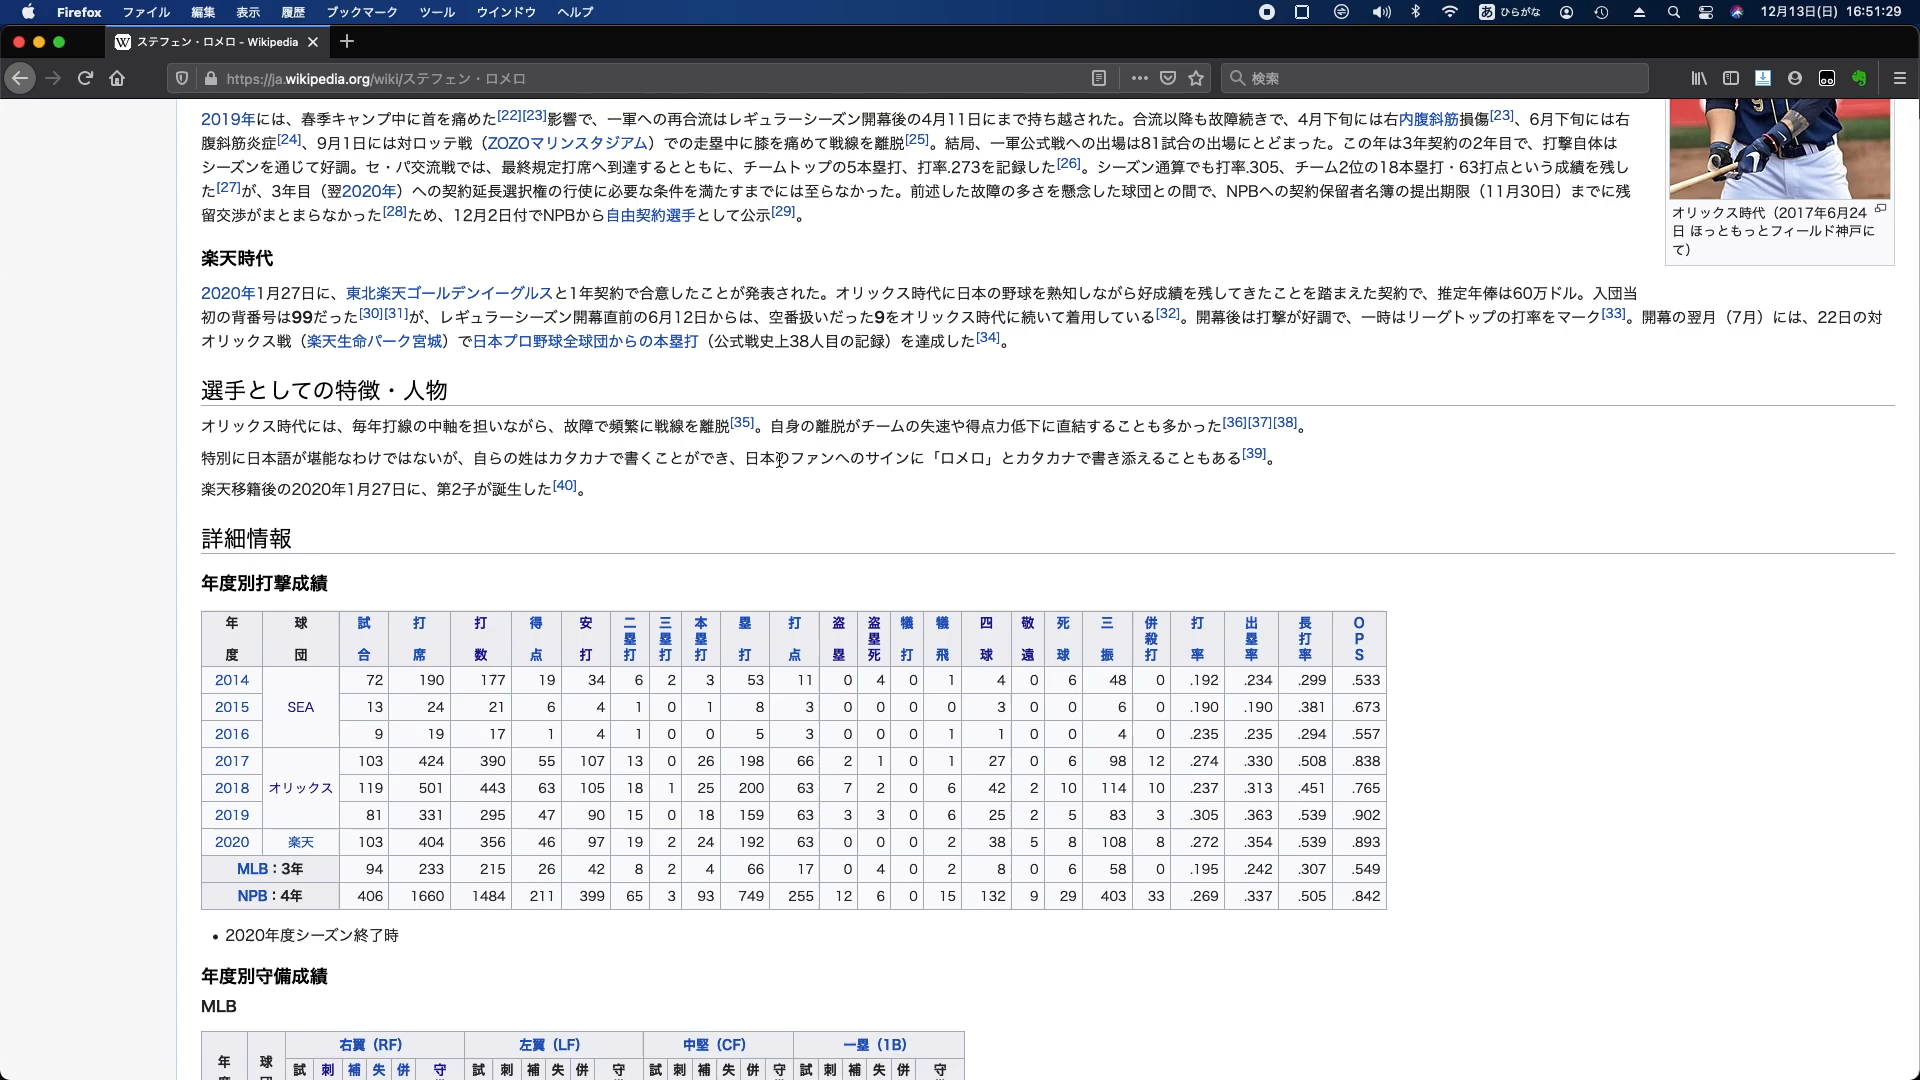 Firefox ファイル 編集 表示 履歴 ブックマーク ツール ウインドウ ヘルプ あ ひらがな 12月13日(日) 16:51:29
W ステフェン・ロメロ - Wikipedia
https://ja.wikipedia.org/wiki/ステフェン・ロメロ 検索
2019年には、春季キャンプ中に首を痛めた[22][23]影響で、一軍への再合流はレギュラーシーズン開幕後の4月11日にまで持ち越された。合流以降も故障続きで、4月下旬には右内腹斜筋損傷[23]、6月下旬には右
腹斜筋炎症[24]、9月1日には対ロッテ戦（ZOZOマリンスタジアム）での走塁中に膝を痛めて戦線を離脱[25]。結局、一軍公式戦への出場は81試合の出場にとどまった。この年は3年契約の2年目で、打撃自体は
シーズンを通じて好調。セ・パ交流戦では、最終規定打席へ到達するとともに、チームトップの5本塁打、打率.273を記録した[26]。シーズン通算でも打率.305、チーム2位の18本塁打・63打点という成績を残し
た[27]が、3年目（翌2020年）への契約延長選択権の行使に必要な条件を満たすまでには至らなかった。前述した故障の多さを懸念した球団との間で、NPBへの契約保留者名簿の提出期限（11月30日）までに残
留交渉がまとまらなかった[28]ため、12月2日付でNPBから自由契約選手として公示[29]。
オリックス時代（2017年6月24
日 ほっともっとフィールド神戸に
て）
楽天時代
2020年1月27日に、東北楽天ゴールデンイーグルスと1年契約で合意したことが発表された。オリックス時代に日本の野球を熟知しながら好成績を残してきたことを踏まえた契約で、推定年俸は60万ドル。入団当
初の背番号は99だった[30][31]が、レギュラーシーズン開幕直前の6月12日からは、空番扱いだった9をオリックス時代に続いて着用している[32]。開幕後は打撃が好調で、一時はリーグトップの打率をマーク[33]。開幕の翌月（7月）には、22日の対
オリックス戦（楽天生命パーク宮城）で日本プロ野球全球団からの本塁打（公式戦史上38人目の記録）を達成した[34]。
選手としての特徴・人物
オリックス時代には、毎年打線の中軸を担いながら、故障で頻繁に戦線を離脱[35]。自身の離脱がチームの失速や得点力低下に直結することも多かった[36][37][38]。
特別に日本語が堪能なわけではないが、自らの姓はカタカナで書くことができ、日本のファンへのサインに「ロメロ」とカタカナで書き添えることもある[39]。
楽天移籍後の2020年1月27日に、第2子が誕生した[40]。
詳細情報
年度別打撃成績
年度 球団 試合 打席 打数 得点 安打 二塁打 三塁打 本塁打 塁打 打点 盗塁 盗塁死 犠打 犠飛 四球 敬遠 死球 三振 併殺打 打率 出塁率 長打率 OPS
2014 SEA 72 190 177 19 34 6 2 3 53 11 0 4 0 1 4 0 6 48 0 .192 .234 .299 .533
2015 13 24 21 6 4 1 0 1 8 3 0 0 0 0 3 0 0 6 0 .190 .190 .381 .673
2016 9 19 17 1 4 1 0 0 5 3 0 0 0 1 1 0 0 4 0 .235 .235 .294 .557
2017 オリックス 103 424 390 55 107 13 0 26 198 66 2 1 0 1 27 0 6 98 12 .274 .330 .508 .838
2018 119 501 443 63 105 18 1 25 200 63 7 2 0 6 42 2 10 114 10 .237 .313 .451 .765
2019 81 331 295 47 90 15 0 18 159 63 3 3 0 6 25 2 5 83 3 .305 .363 .539 .902
2020 楽天 103 404 356 46 97 19 2 24 192 63 0 0 0 2 38 5 8 108 8 .272 .354 .539 .893
MLB：3年 94 233 215 26 42 8 2 4 66 17 0 4 0 2 8 0 6 58 0 .195 .242 .307 .549
NPB：4年 406 1660 1484 211 399 65 3 93 749 255 12 6 0 15 132 9 29 403 33 .269 .337 .505 .842
• 2020年度シーズン終了時
年度別守備成績
MLB
年 球 右翼（RF） 左翼（LF） 中堅（CF） 一塁（1B）
試 刺 補 失 併 守 試 刺 補 失 併 守 試 刺 補 失 併 守 試 刺 補 失 併 守